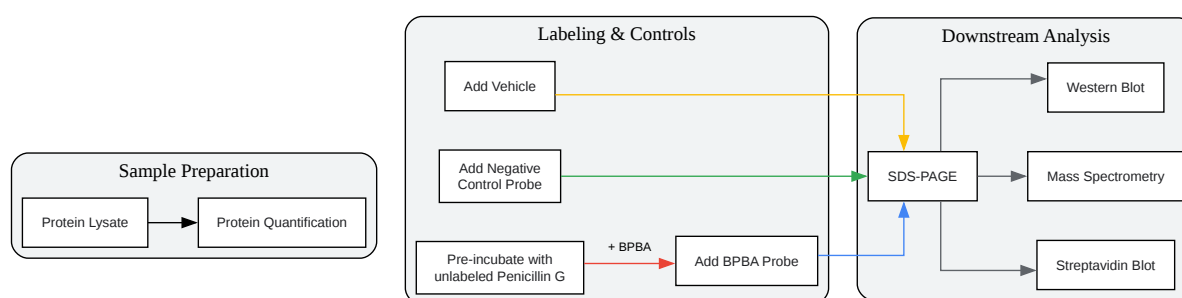 Sample Preparation
Protein Lysate
Protein Quantification
Labeling & Controls
Add Vehicle
Add Negative
Control Probe
Pre-incubate with
unlabeled Penicillin G
+ BPBA
Add BPBA Probe
Downstream Analysis
SDS-PAGE
Western Blot
Mass Spectrometry
Streptavidin Blot